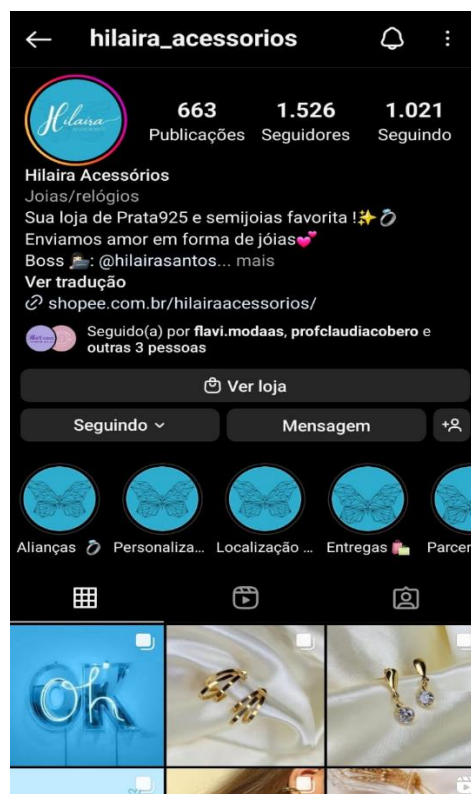 hilaira_acessorios
Hilaira
663
1.526
1.021
Publicações
Seguidores
Seguindo
Hilaira Acessórios
Joias/relógios
Sua loja de Prata925 e semijoias favorita !✨💍
Enviamos amor em forma de jóias💕
Boss 👩🏻‍💻: @hilairasantos... mais
Ver tradução
shopee.com.br/hilairaacessorios/
Seguido(a) por flavi.modaas, profclaudiacobero e
outras 3 pessoas
Ver loja
Seguindo
Mensagem
Alianças 💍
Personaliza...
Localização ...
Entregas 🛍️
Parcer
OK
oh